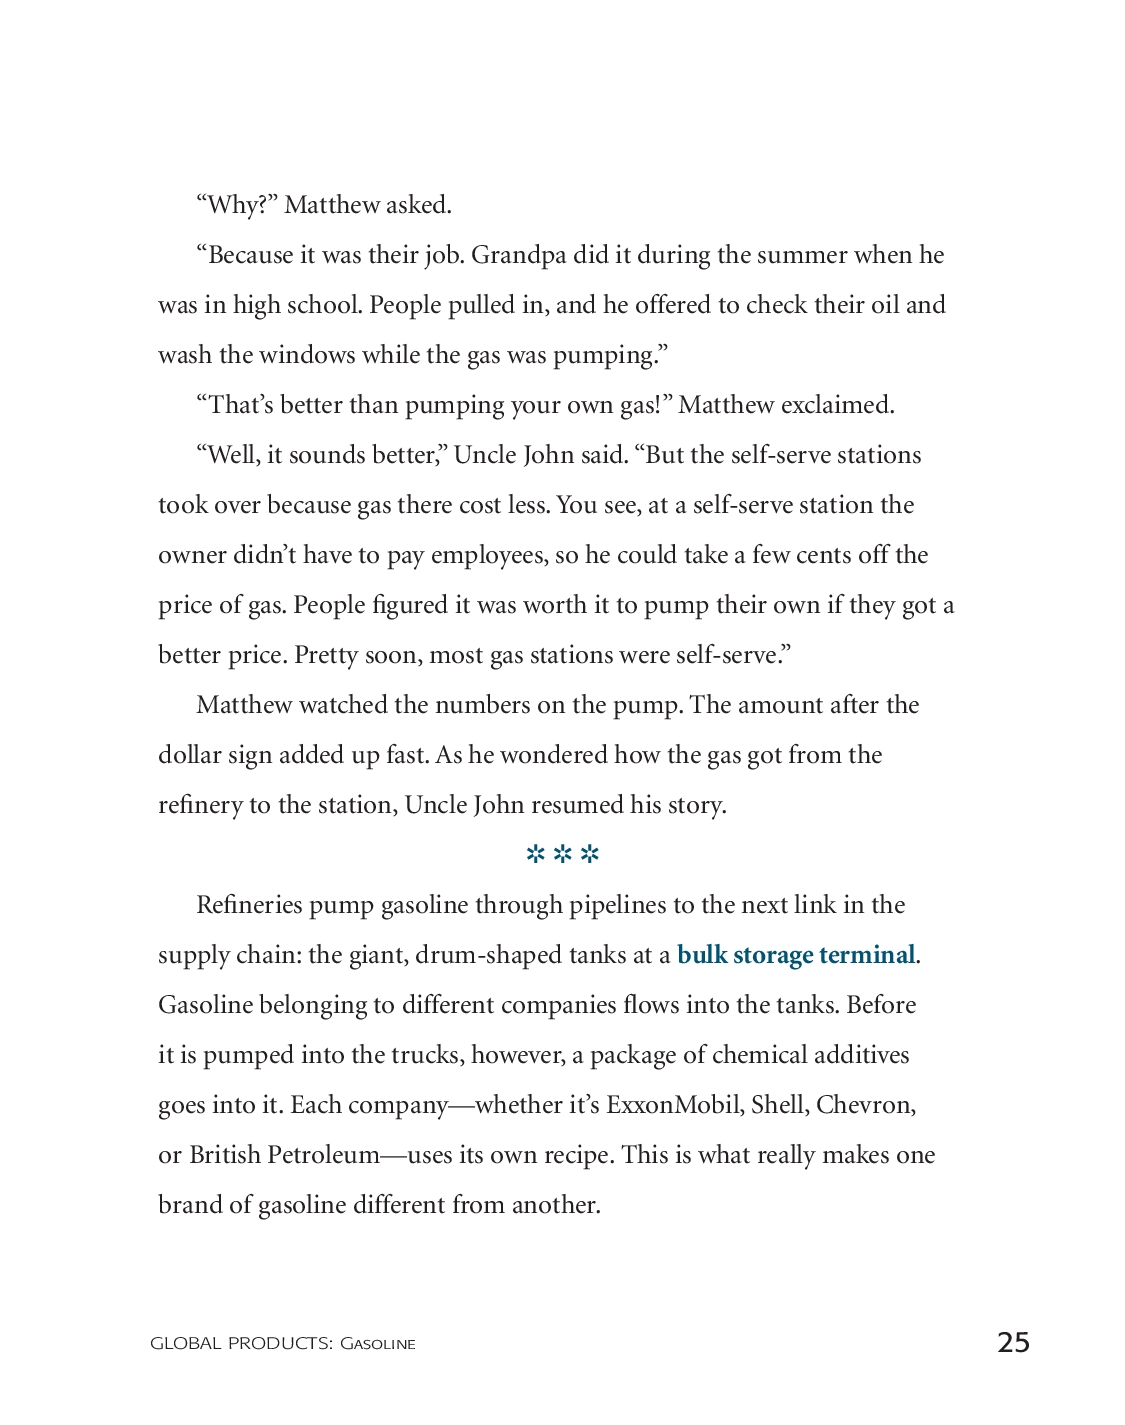 “Why?” Matthew asked.
“Because it was their job. Grandpa did it during the summer when he
was in high school. People pulled in, and he offered to check their oil and
wash the windows while the gas was pumping.”
“That’s better than pumping your own gas!” Matthew exclaimed.
“Well, it sounds better,” Uncle John said. “But the self-serve stations
took over because gas there cost less. You see, at a self-serve station the
owner didn’t have to pay employees, so he could take a few cents off the
price of gas. People figured it was worth it to pump their own if they got a
better price. Pretty soon, most gas stations were self-serve.”
Matthew watched the numbers on the pump. The amount after the
dollar sign added up fast. As he wondered how the gas got from the
refinery to the station, Uncle John resumed his story.
✲ ✲ ✲
Refineries pump gasoline through pipelines to the next link in the
supply chain: the giant, drum-shaped tanks at a bulk storage terminal.
Gasoline belonging to different companies flows into the tanks. Before
it is pumped into the trucks, however, a package of chemical additives
goes into it. Each company—whether it’s ExxonMobil, Shell, Chevron,
or British Petroleum—uses its own recipe. This is what really makes one
brand of gasoline different from another.
GLOBAL PRODUCTS: GASOLINE 25